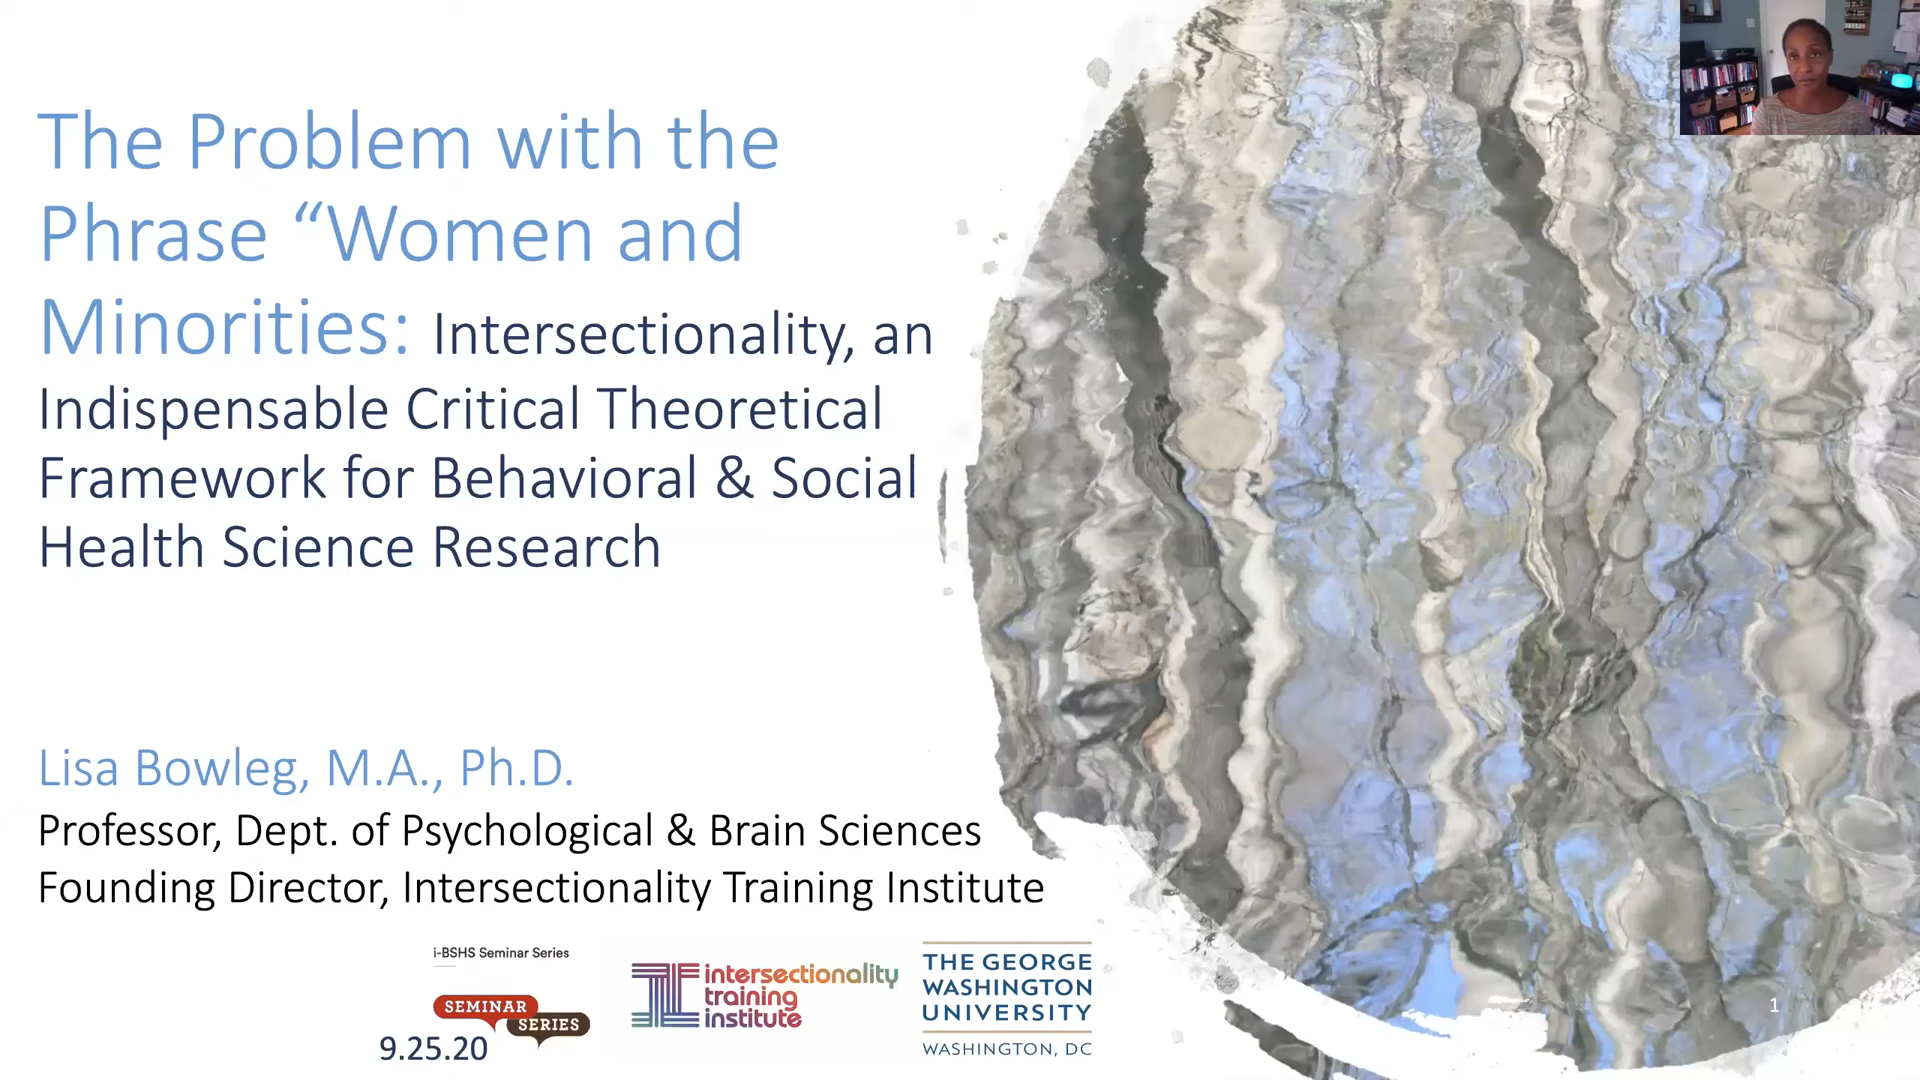 The Problem with the
Phrase “Women and
Minorities: Intersectionality, an
Indispensable Critical Theoretical
Framework for Behavioral & Social
Health Science Research
Lisa Bowleg, M.A., Ph.D.
Professor, Dept. of Psychological & Brain Sciences
Founding Director, Intersectionality Training Institute
i-BSHS Seminar Series
SEMINAR
SERIES
9.25.20
intersectionality
training
institute
THE GEORGE
WASHINGTON
UNIVERSITY
WASHINGTON, DC
1